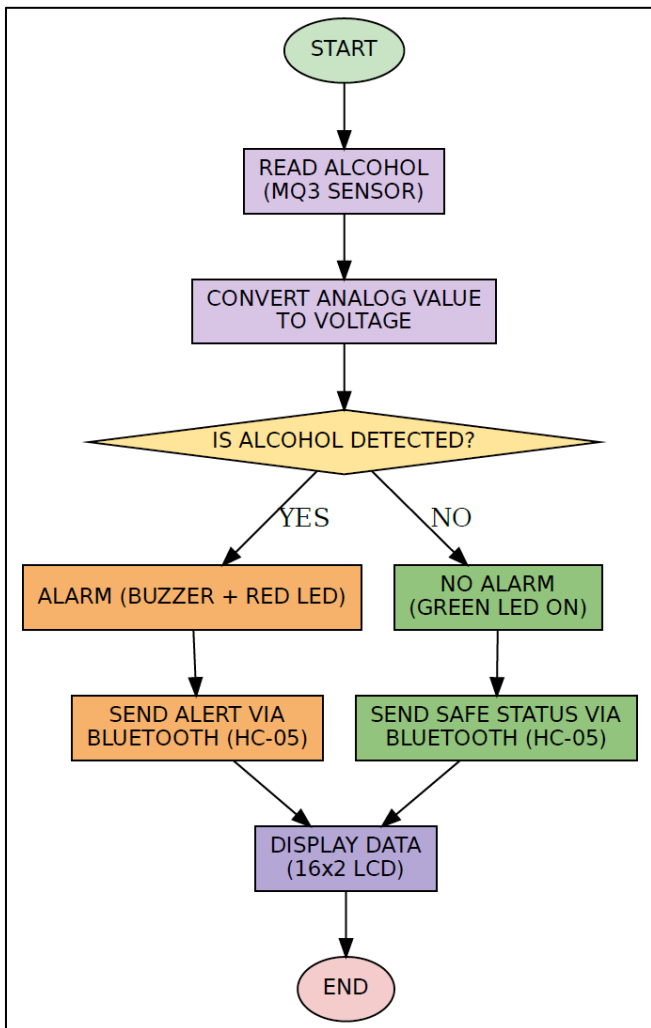 START
READ ALCOHOL
(MQ3 SENSOR)
CONVERT ANALOG VALUE
TO VOLTAGE
IS ALCOHOL DETECTED?
YES
NO
ALARM (BUZZER + RED LED)
NO ALARM
(GREEN LED ON)
SEND ALERT VIA
BLUETOOTH (HC-05)
SEND SAFE STATUS VIA
BLUETOOTH (HC-05)
DISPLAY DATA
(16x2 LCD)
END